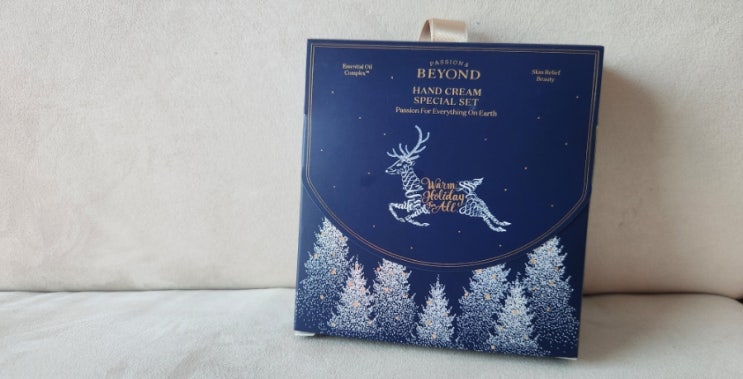 PASSION &
BEYOND
Essential Oil
Complex™
Skin Relief
Beauty
HAND CREAM
SPECIAL SET
Passion For Everything On Earth
Warm
Holiday
For All